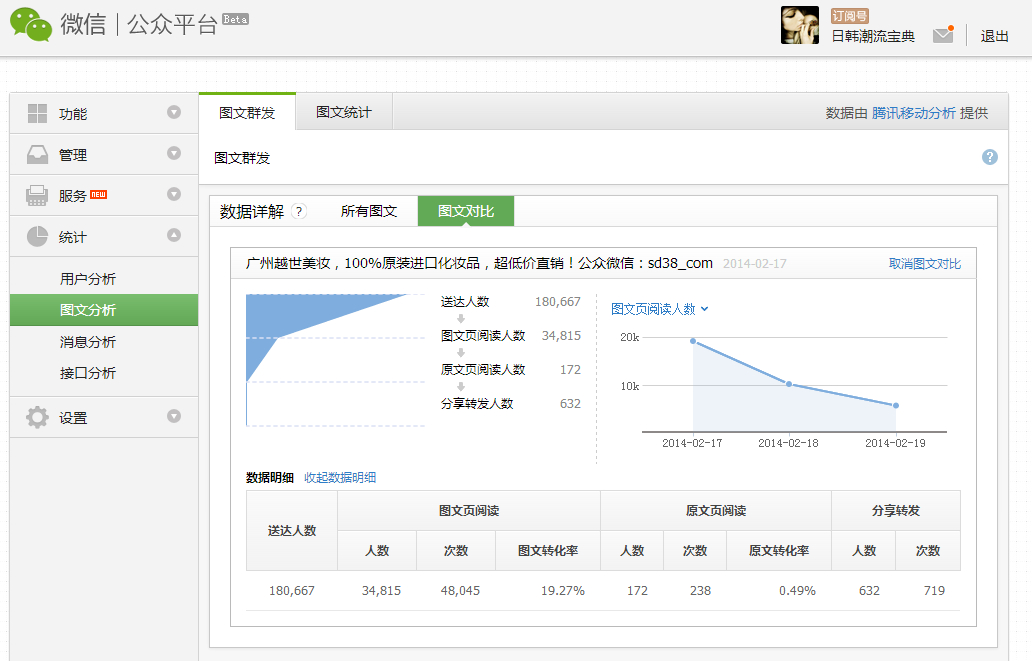 微信 | 公众平台 Beta
订阅号
日韩潮流宝典
退出
功能
管理
服务 NEW
统计
用户分析
图文分析
消息分析
接口分析
设置
图文群发 图文统计 数据由 腾讯移动分析 提供
图文群发 ?
数据详解 ? 所有图文 图文对比
广州越世美妆，100%原装进口化妆品，超低价直销！公众微信：sd38_com 2014-02-17 取消图文对比
送达人数 180,667
图文页阅读人数 34,815
原文页阅读人数 172
分享转发人数 632
图文页阅读人数
20k
10k
2014-02-17 2014-02-18 2014-02-19
数据明细 收起数据明细
送达人数 图文页阅读 原文页阅读 分享转发
人数 次数 图文转化率 人数 次数 原文转化率 人数 次数
180,667 34,815 48,045 19.27% 172 238 0.49% 632 719